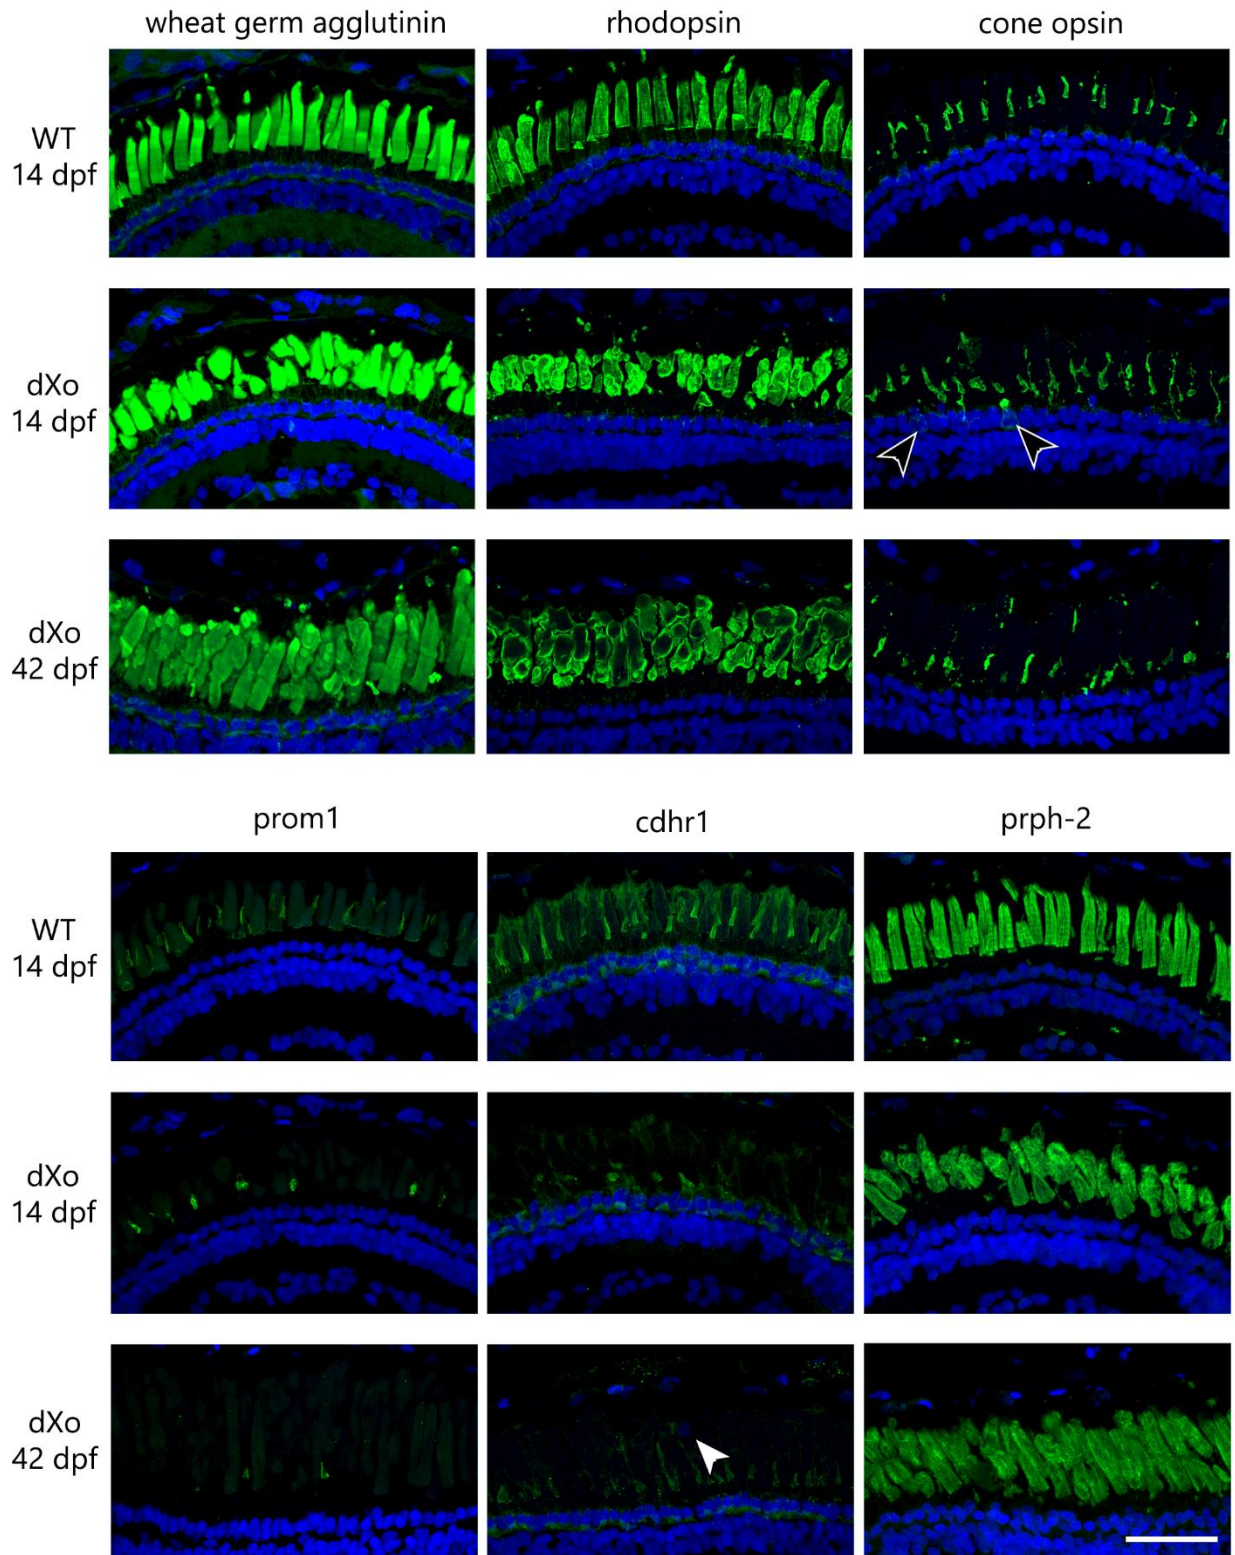 wheat germ agglutinin rhodopsin cone opsin
WT
14 dpf
dXo
14 dpf
dXo
42 dpf
prom1 cdhr1 prph-2
WT
14 dpf
dXo
14 dpf
dXo
42 dpf